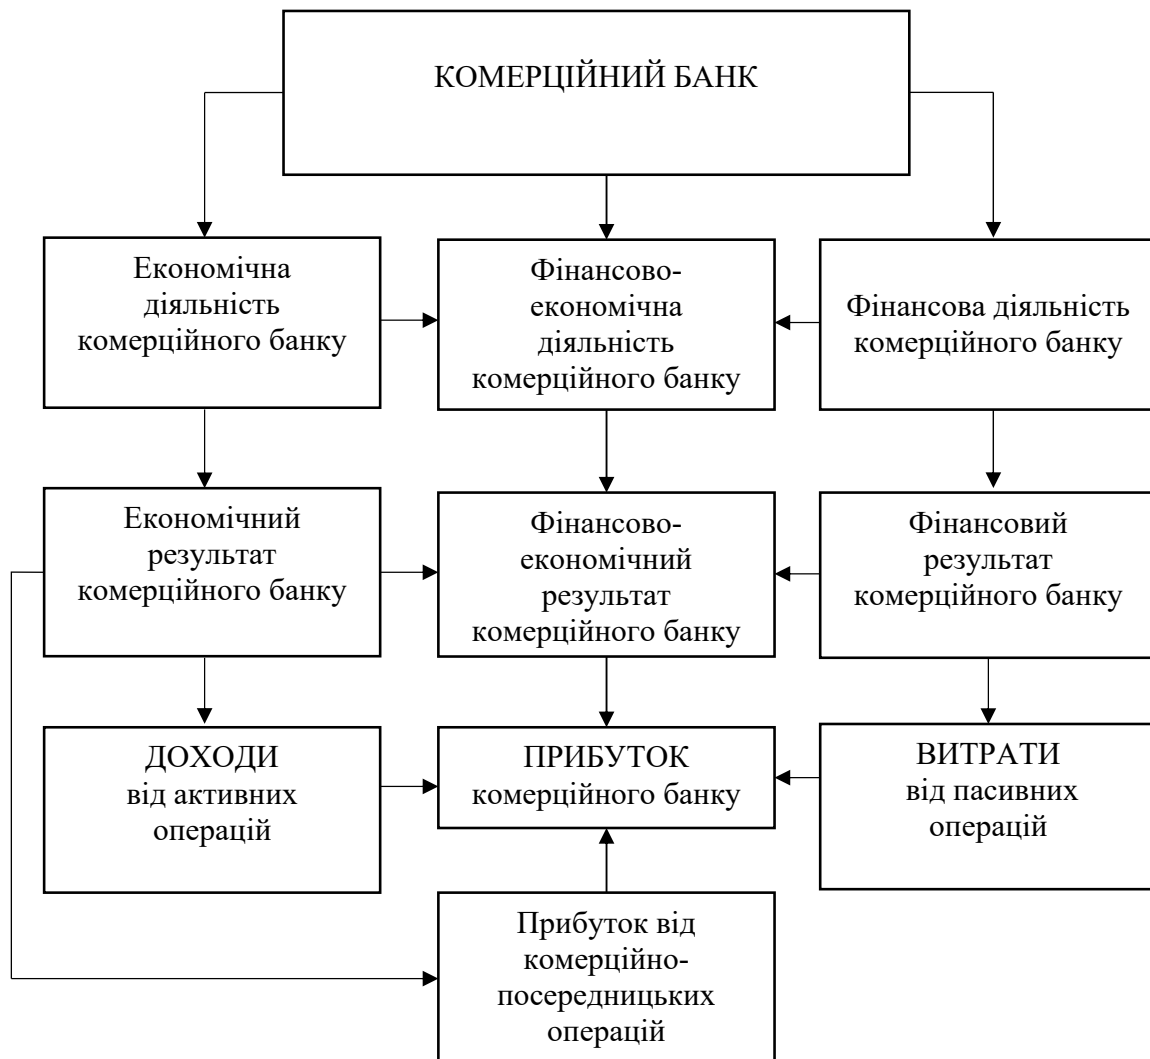 КОМЕРЦІЙНИЙ БАНК
Економічна
діяльність
комерційного банку
Фінансово-
економічна
діяльність
комерційного банку
Фінансова діяльність
комерційного банку
Економічний
результат
комерційного банку
Фінансово-
економічний
результат
комерційного банку
Фінансовий
результат
комерційного банку
ДОХОДИ
від активних
операцій
ПРИБУТОК
комерційного банку
ВИТРАТИ
від пасивних
операцій
Прибуток від
комерційно-
посередницьких
операцій